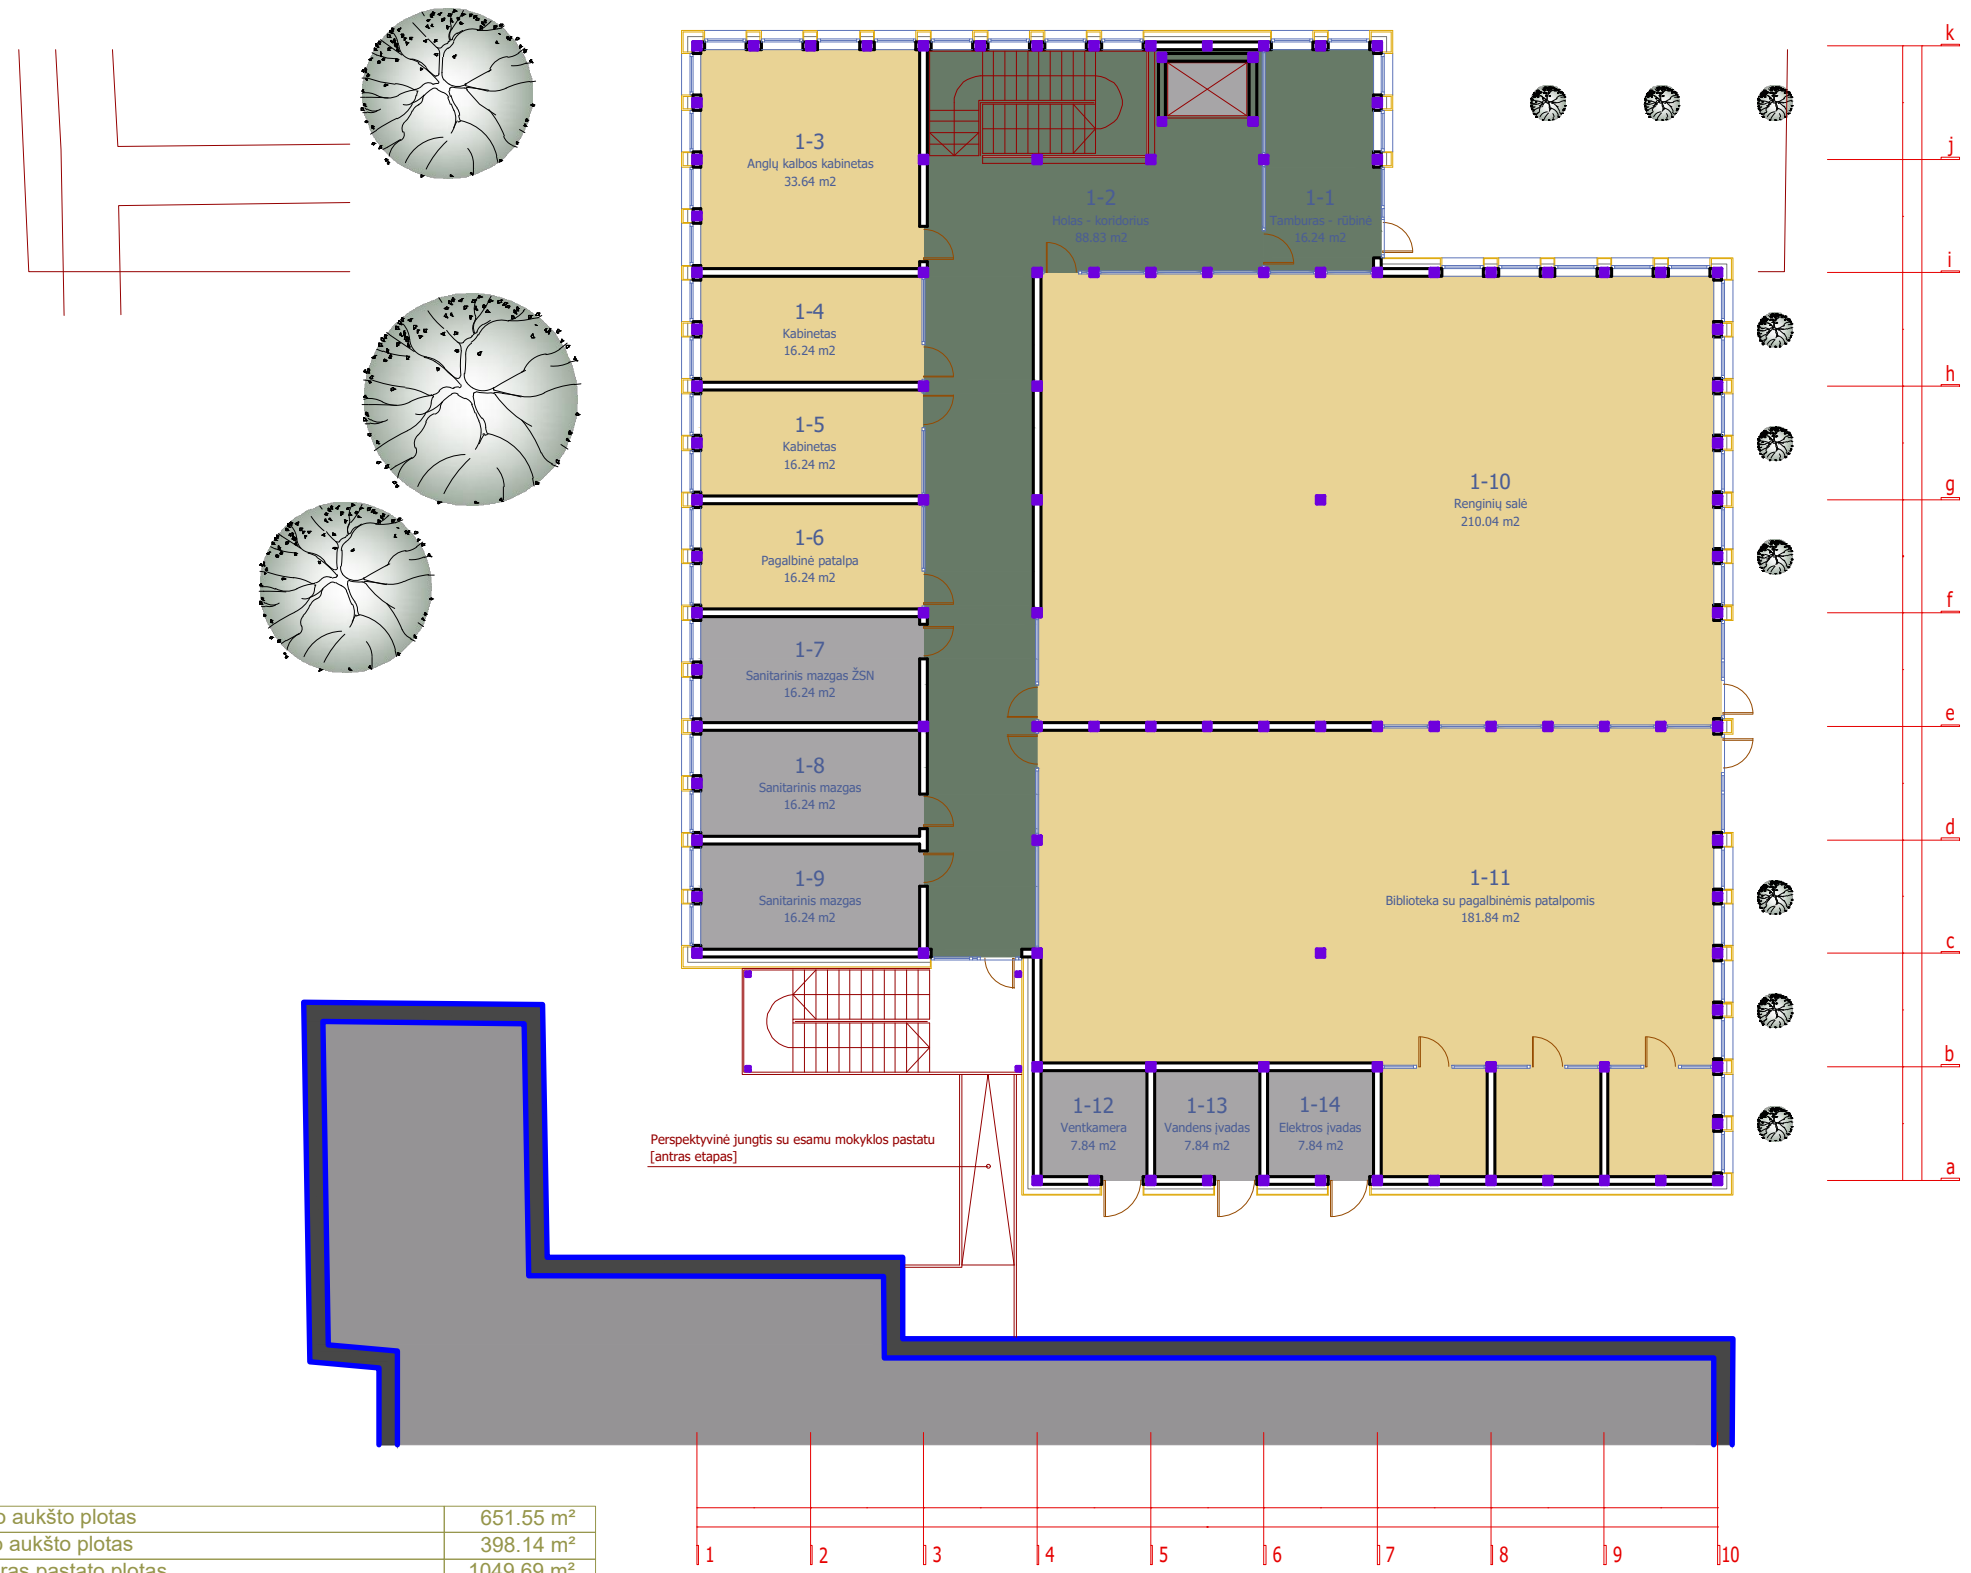 k
j
i
h
g
f
e
d
c
b
a
1-3
Anglų kalbos kabinetas
33.64 m2
1-2
Holas - koridorius
88.83 m2
1-1
Tamburas - rūbinė
16.24 m2
1-4
Kabinetas
16.24 m2
1-5
Kabinetas
16.24 m2
1-6
Pagalbinė patalpa
16.24 m2
1-7
Sanitarinis mazgas ŽSN
16.24 m2
1-8
Sanitarinis mazgas
16.24 m2
1-9
Sanitarinis mazgas
16.24 m2
1-10
Renginių salė
210.04 m2
1-11
Biblioteka su pagalbinėmis patalpomis
181.84 m2
1-12
Ventkamera
7.84 m2
1-13
Vandens įvadas
7.84 m2
1-14
Elektros įvadas
7.84 m2
Perspektyvinė jungtis su esamu mokyklos pastatu
[antras etapas]
o aukšto plotas 651.55 m²
o aukšto plotas 398.14 m²
ras pastato plotas 1049.69 m²
1 2 3 4 5 6 7 8 9 10